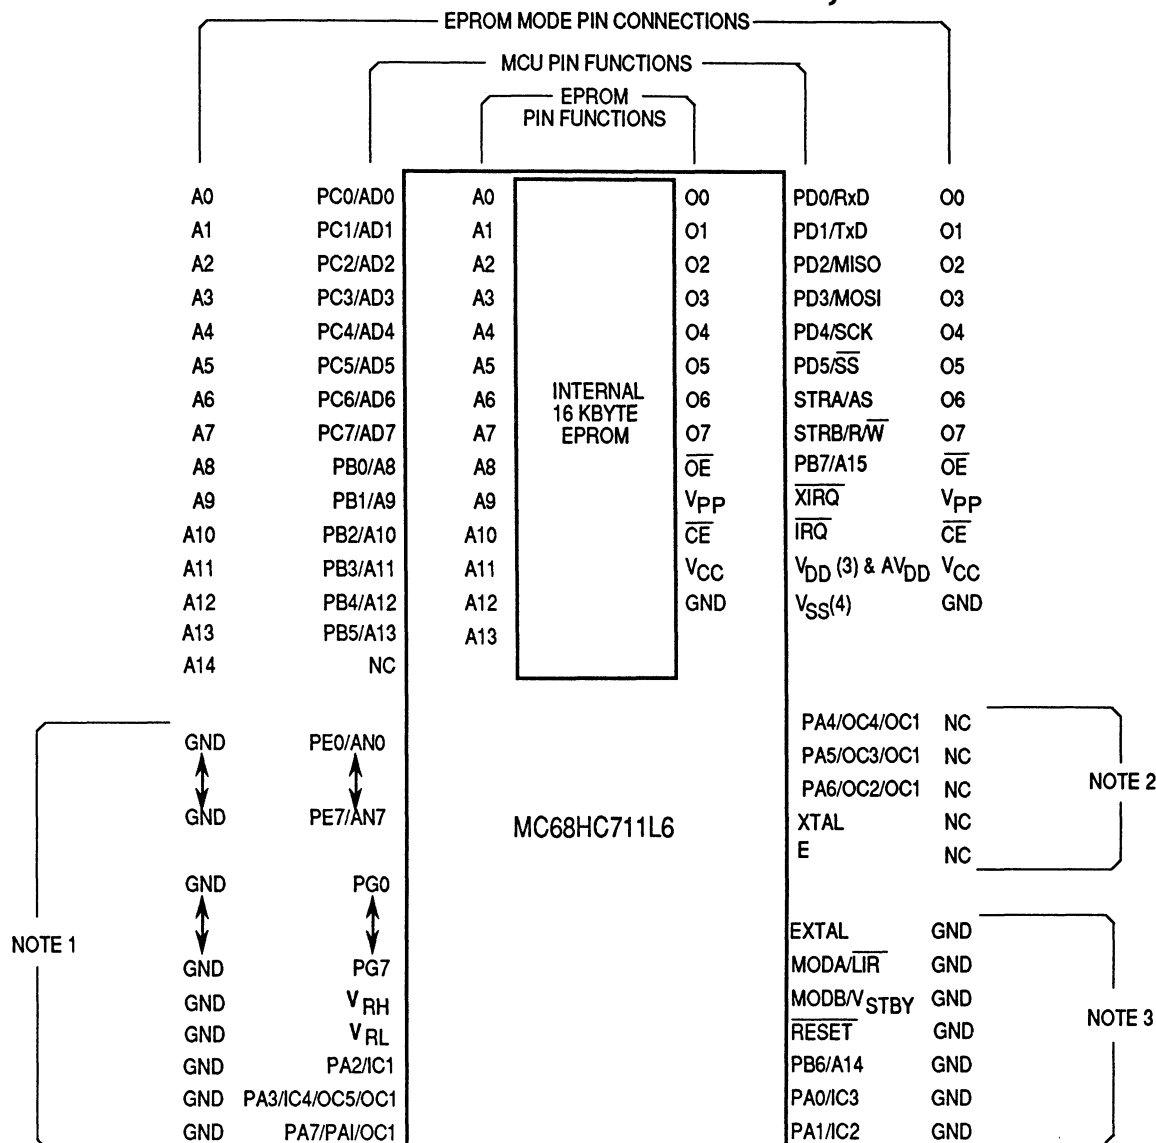 EPROM MODE PIN CONNECTIONS
MCU PIN FUNCTIONS
EPROM
PIN FUNCTIONS
A0 PC0/AD0 A0 O0 PD0/RxD O0
A1 PC1/AD1 A1 O1 PD1/TxD O1
A2 PC2/AD2 A2 O2 PD2/MISO O2
A3 PC3/AD3 A3 O3 PD3/MOSI O3
A4 PC4/AD4 A4 O4 PD4/SCK O4
A5 PC5/AD5 A5 O5 PD5/S̅S̅ O5
A6 PC6/AD6 A6 INTERNAL O6 STRA/AS O6
16 KBYTE
A7 PC7/AD7 A7 EPROM O7 STRB/R/W̅ O7
A8 PB0/A8 A8 O̅E̅ PB7/A15 O̅E̅
A9 PB1/A9 A9 VPP X̅I̅R̅Q̅ VPP
A10 PB2/A10 A10 C̅E̅ I̅R̅Q̅ C̅E̅
A11 PB3/A11 A11 VCC VDD (3) & AVDD VCC
A12 PB4/A12 A12 GND VSS(4) GND
A13 PB5/A13 A13
A14 NC
PA4/OC4/OC1 NC
GND PE0/AN0
PA5/OC3/OC1 NC
PA6/OC2/OC1 NC NOTE 2
GND PE7/AN7
MC68HC711L6 XTAL NC
E NC
GND PG0
NOTE 1
EXTAL GND
GND PG7 MODA/L̅I̅R̅ GND
GND VRH MODB/VSTBY GND
NOTE 3
GND VRL R̅E̅S̅E̅T̅ GND
GND PA2/IC1 PB6/A14 GND
GND PA3/IC4/OC5/OC1 PA0/IC3 GND
GND PA7/PAI/OC1 PA1/IC2 GND